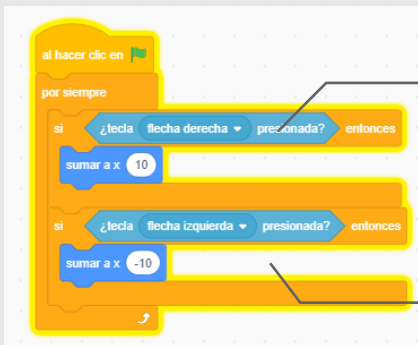 al hacer clic en
por siempre
si ¿tecla flecha derecha presionada? entonces
sumar a x 10
si ¿tecla flecha izquierda presionada? entonces
sumar a x -10